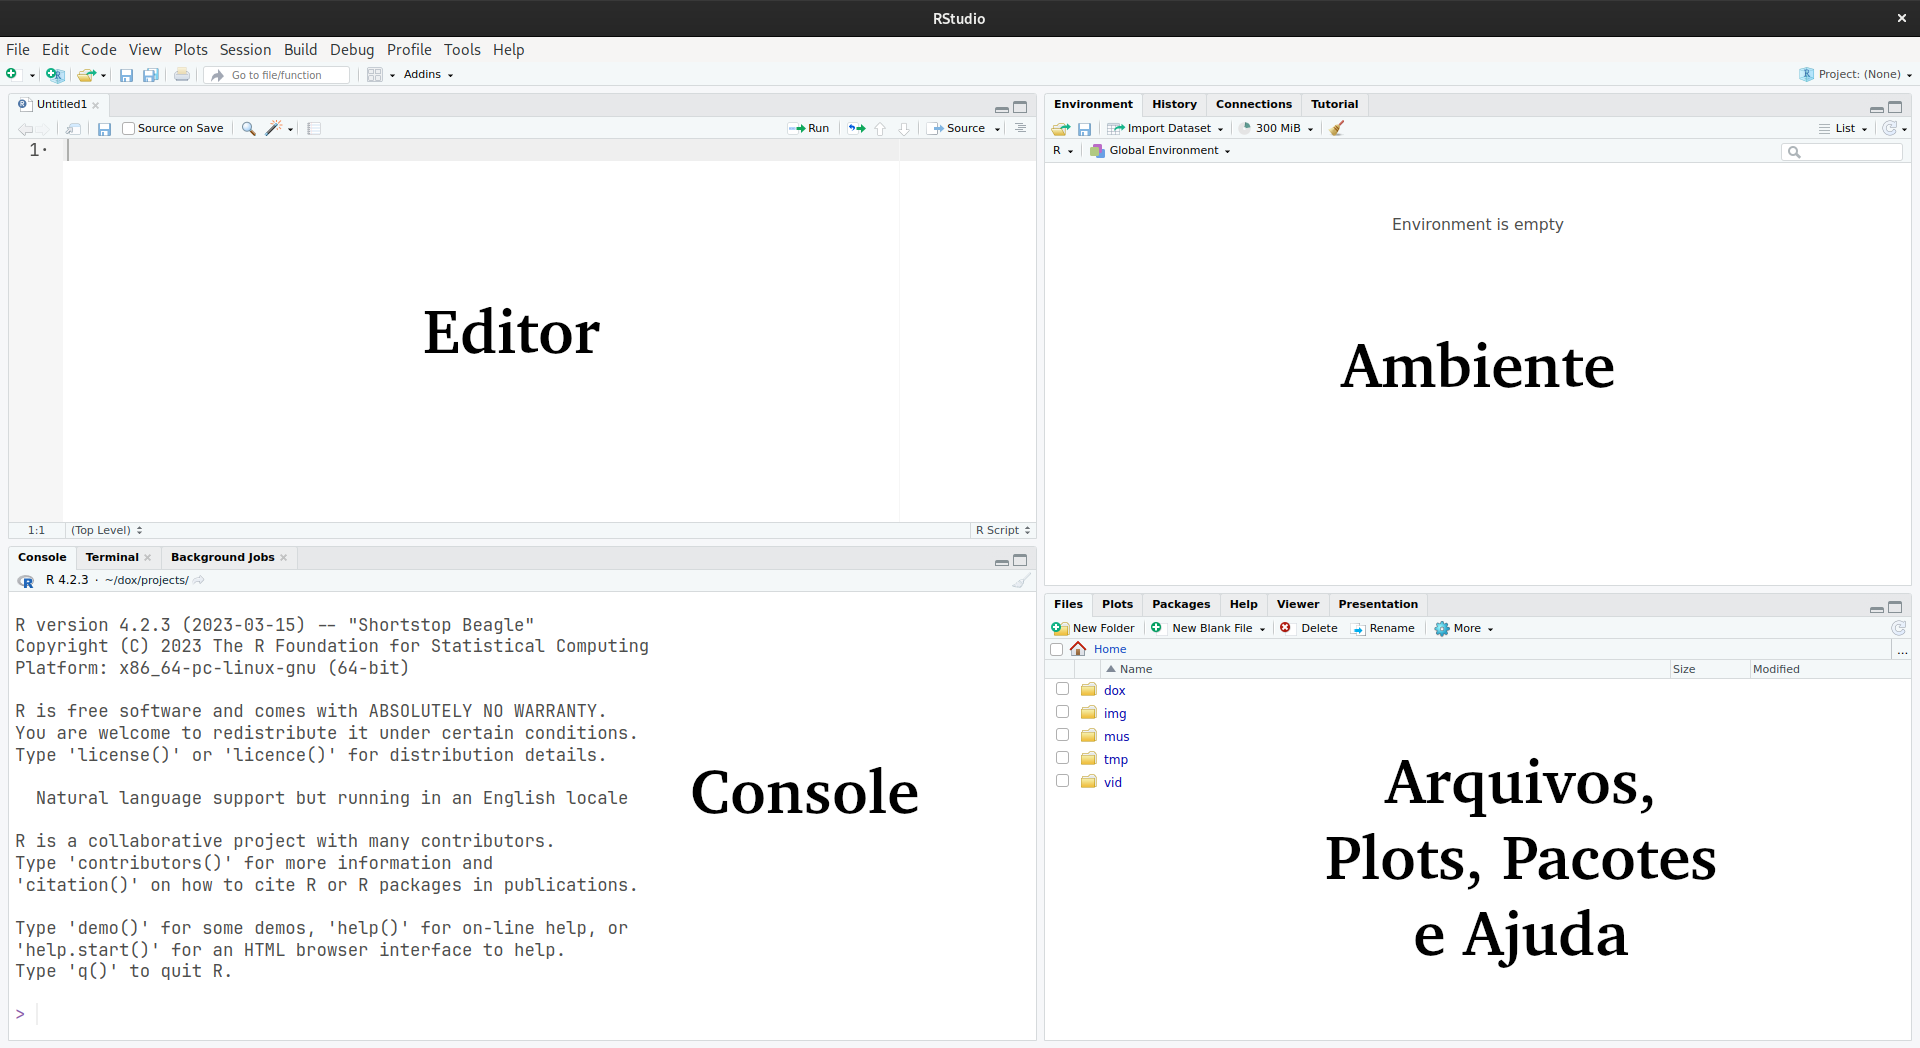 RStudio
File Edit Code View Plots Session Build Debug Profile Tools Help
Go to file/function Addins Project: (None)
Untitled1
Source on Save Run Source
1
Editor
1:1 (Top Level) R Script
Console Terminal Background Jobs
R 4.2.3 · ~/dox/projects/
R version 4.2.3 (2023-03-15) -- "Shortstop Beagle"
Copyright (C) 2023 The R Foundation for Statistical Computing
Platform: x86_64-pc-linux-gnu (64-bit)
R is free software and comes with ABSOLUTELY NO WARRANTY.
You are welcome to redistribute it under certain conditions.
Type 'license()' or 'licence()' for distribution details.
Natural language support but running in an English locale
R is a collaborative project with many contributors.
Type 'contributors()' for more information and
'citation()' on how to cite R or R packages in publications.
Type 'demo()' for some demos, 'help()' for on-line help, or
'help.start()' for an HTML browser interface to help.
Type 'q()' to quit R.
>
Console
Environment History Connections Tutorial
Import Dataset 300 MiB List
R Global Environment
Environment is empty
Ambiente
Files Plots Packages Help Viewer Presentation
New Folder New Blank File Delete Rename More
Home ...
Name Size Modified
dox
img
mus
tmp
vid
Arquivos,
Plots, Pacotes
e Ajuda